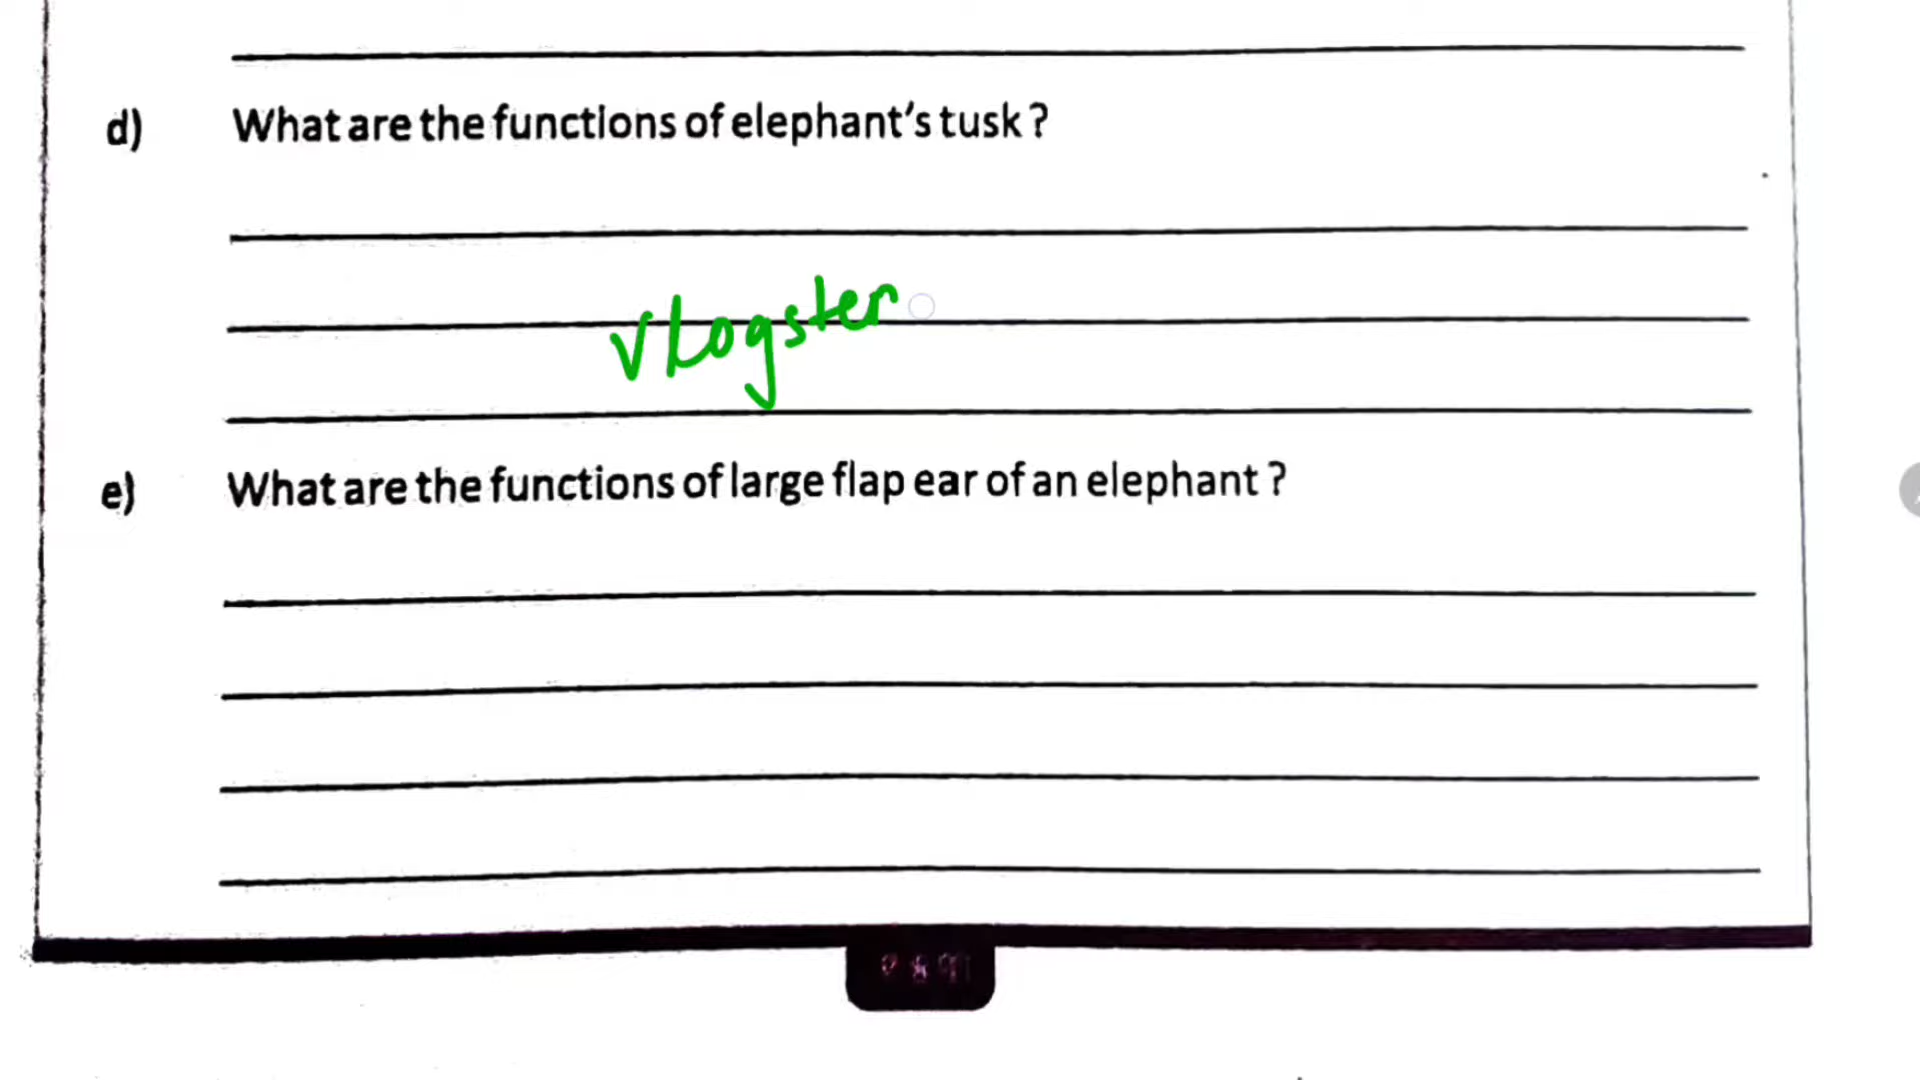 d) What are the functions of elephant's tusk ?
vlogster
e) What are the functions of large flap ear of an elephant ?